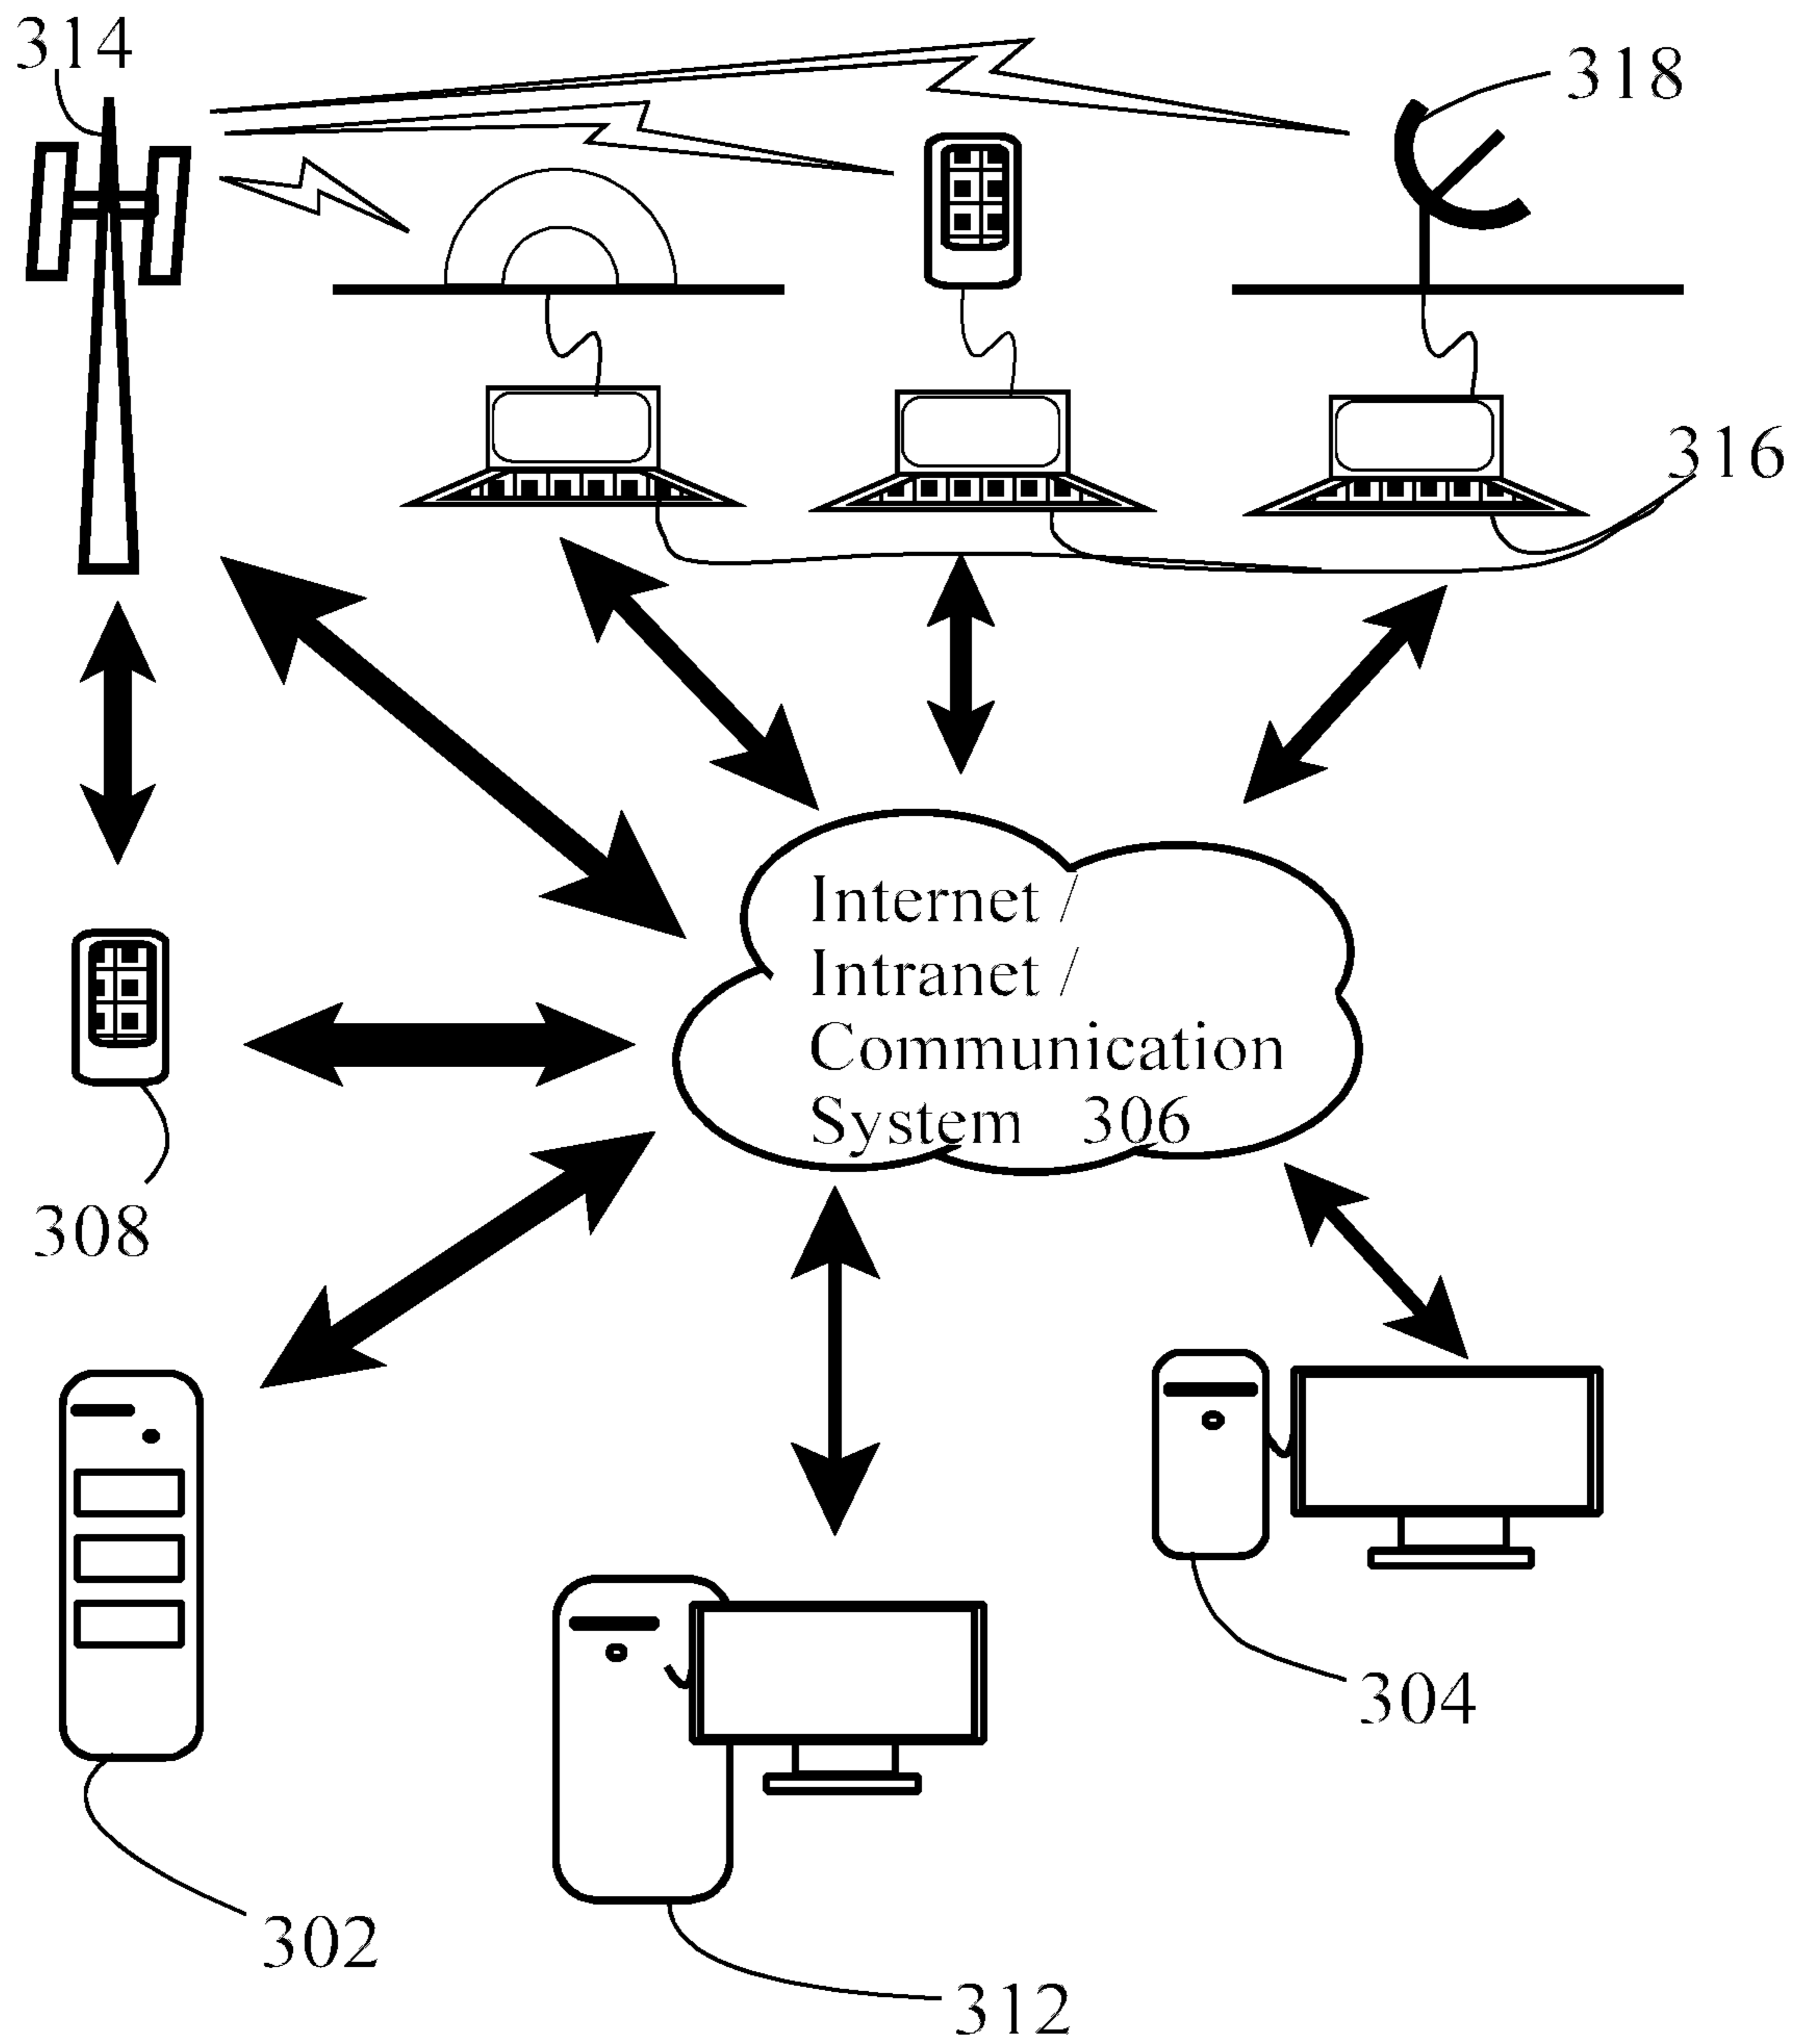 314
318
316
Internet /
Intranet /
Communication
System 306
308
304
302
312